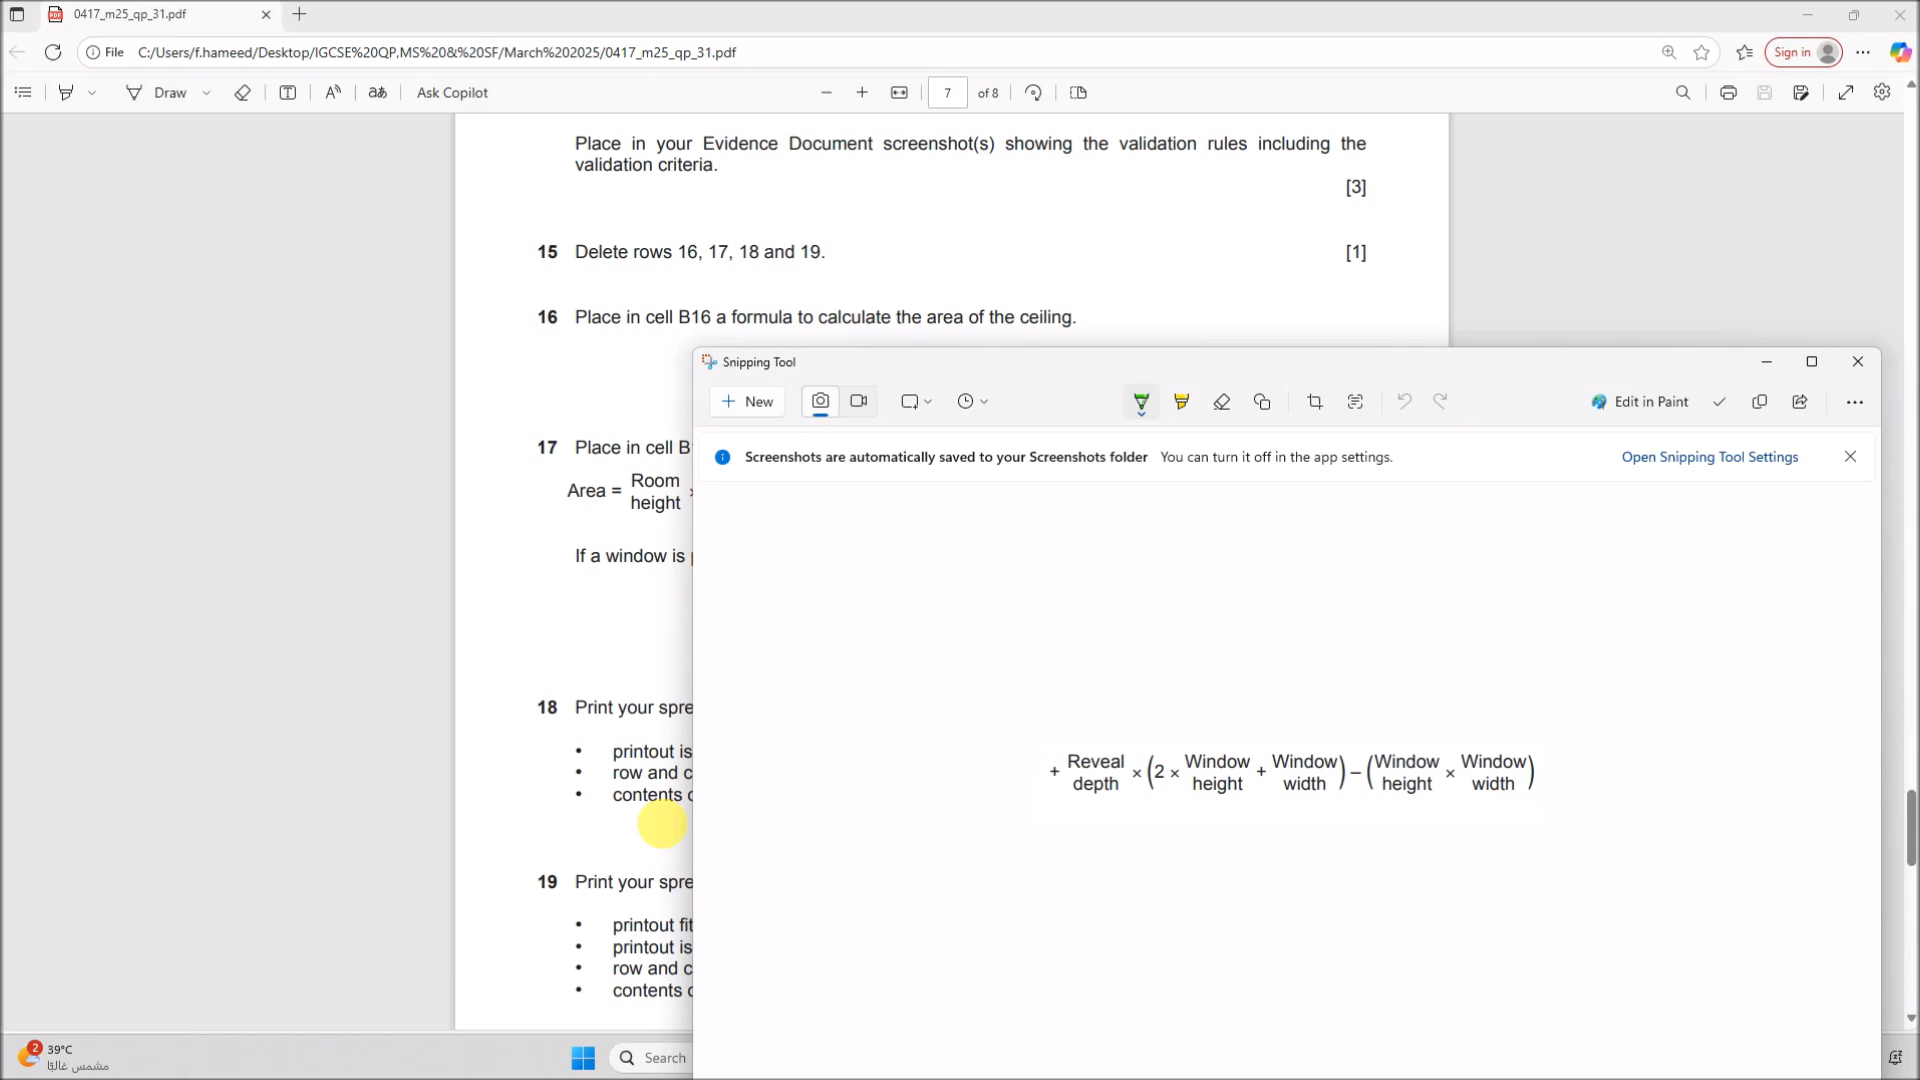 0417_m25_qp_31.pdf
File C:/Users/f.hameed/Desktop/IGCSE%20QP,MS%20&%20SF/March%202025/0417_m25_qp_31.pdf
Sign in
Draw
aあ
Ask Copilot
7 of 8
Place in your Evidence Document screenshot(s) showing the validation rules including the
validation criteria.
[3]
15 Delete rows 16, 17, 18 and 19. [1]
16 Place in cell B16 a formula to calculate the area of the ceiling.
Snipping Tool
New
Edit in Paint
17 Place in cell B
Screenshots are automatically saved to your Screenshots folder You can turn it off in the app settings. Open Snipping Tool Settings
Area = Room
height
If a window is
18 Print your spre
• printout is
• row and c
• contents
+ Reveal depth × (2 × Window height + Window width) – (Window height × Window width)
19 Print your spre
• printout fit
• printout is
• row and c
• contents
2
39°C
مشمس غالبًا
Search